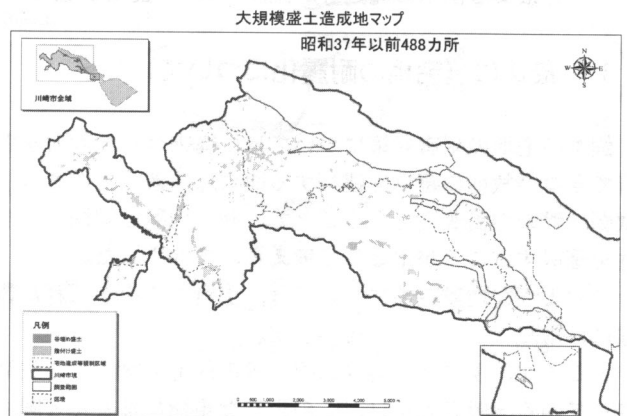 大規模盛土造成地マップ
昭和37年以前488カ所
川崎市全域
N
W
E
S
凡例
谷埋め盛土
腹付け盛土
宅地造成等規制区域
川崎市域
調査範囲
区境